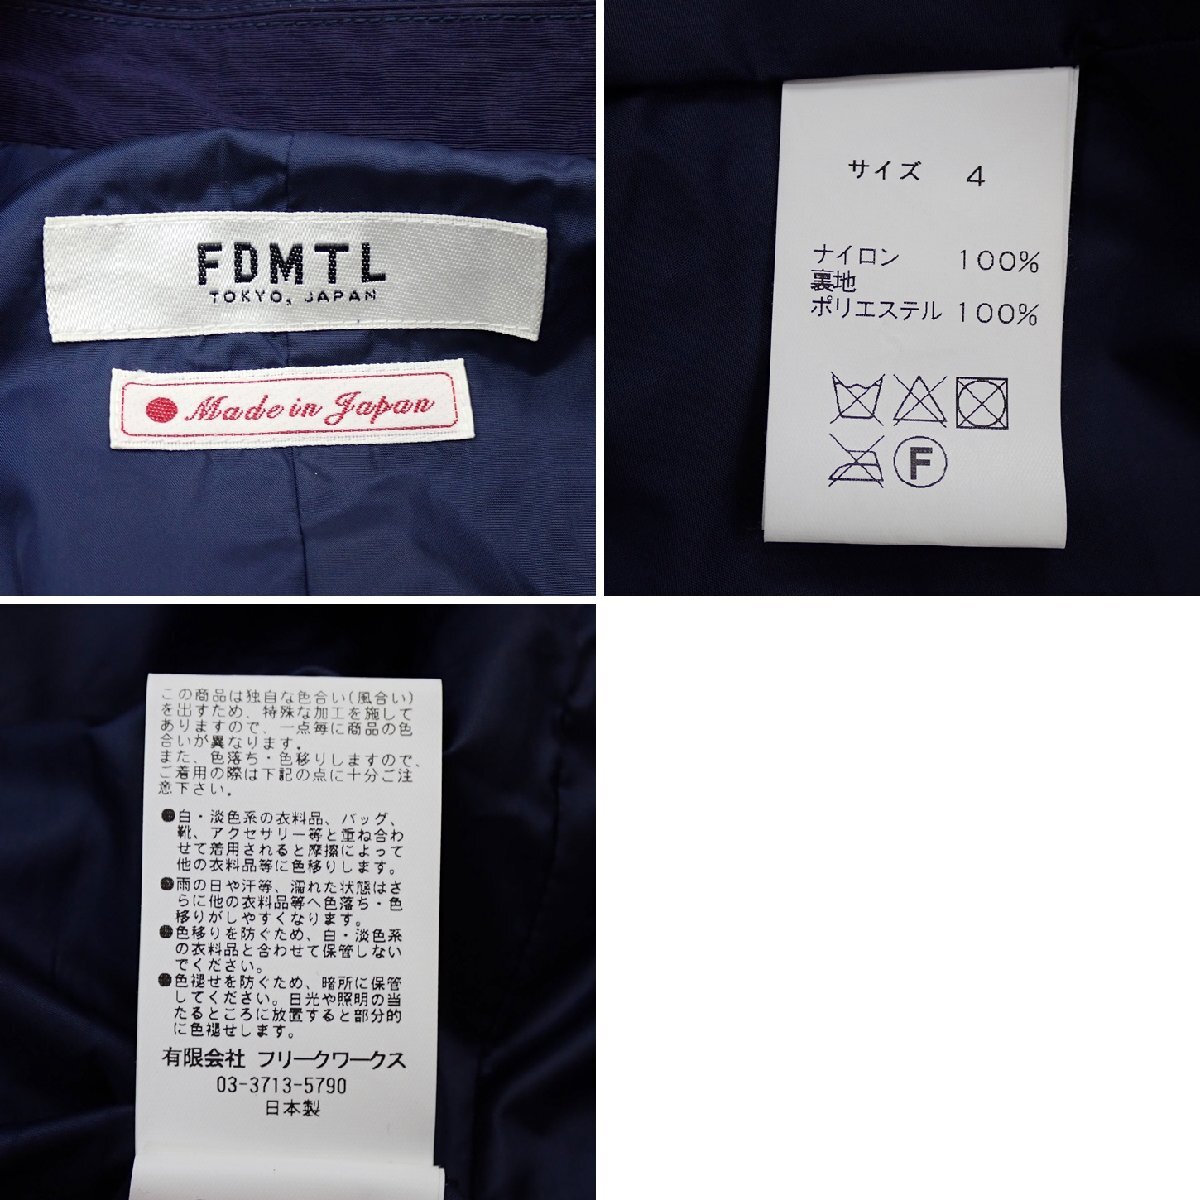 FDMTL
TOKYO, JAPAN
Made in Japan
サイズ 4
ナイロン 100%
裏地
ポリエステル 100%
F
この商品は独自な色合い(風合い)
を出すため、特殊な加工を施して
ありますので、一点毎に商品の色
合いが異なります。
また、色落ち・色移りしますので、
ご着用の際は下記の点に十分ご注
意下さい。
●白・淡色系の衣料品、バッグ、
靴、アクセサリー等と重ね合わ
せて着用されると摩擦によって
他の衣料品等に色移りします。
●雨の日や汗等、濡れた状態はさ
らに他の衣料品等へ色落ち・色
移りがしやすくなります。
●色移りを防ぐため、白・淡色系
の衣料品と合わせて保管しない
でください。
●色褪せを防ぐため、暗所に保管
してください。日光や照明の当
たるところに放置すると部分的
に色褪せします。
有限会社 フリークワークス
03-3713-5790
日本製